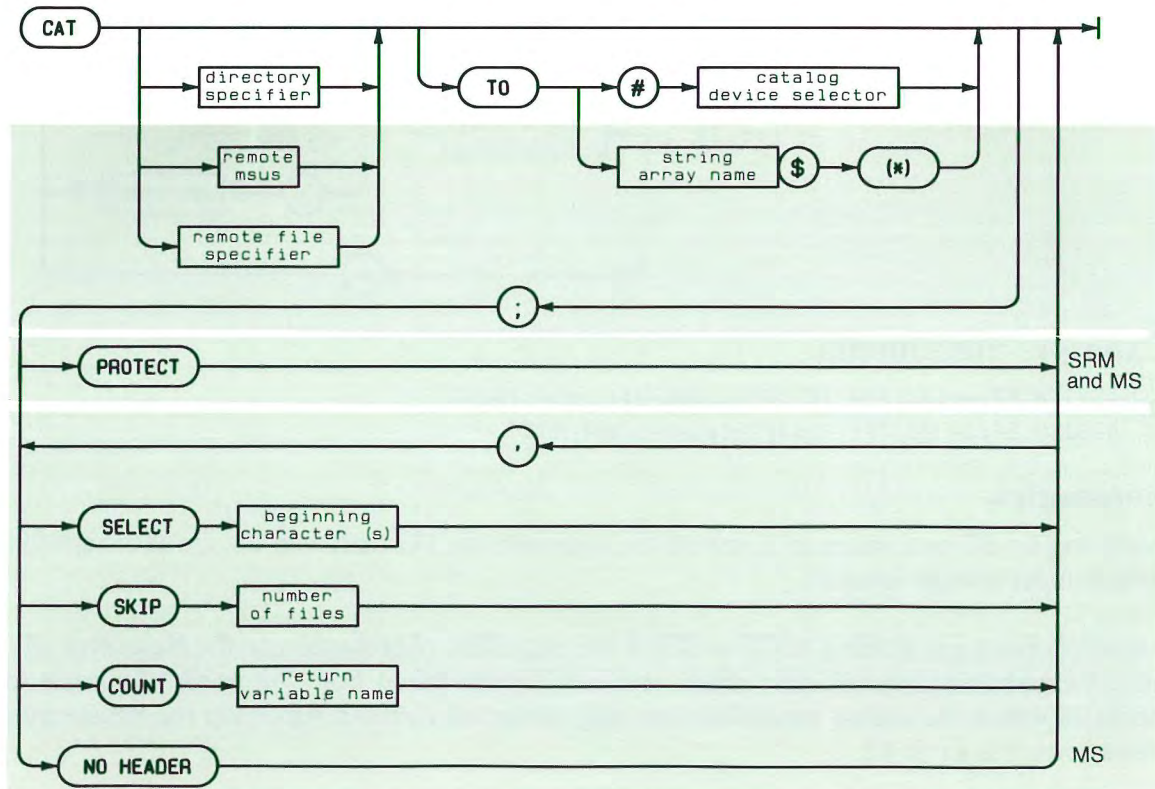 CAT
directory
specifier
TO
#
catalog
device selector
remote
msus
string
array name
$
(*)
remote file
specifier
;
PROTECT
SRM
and MS
,
SELECT
beginning
character (s)
SKIP
number
of files
COUNT
return
variable name
NO HEADER
MS